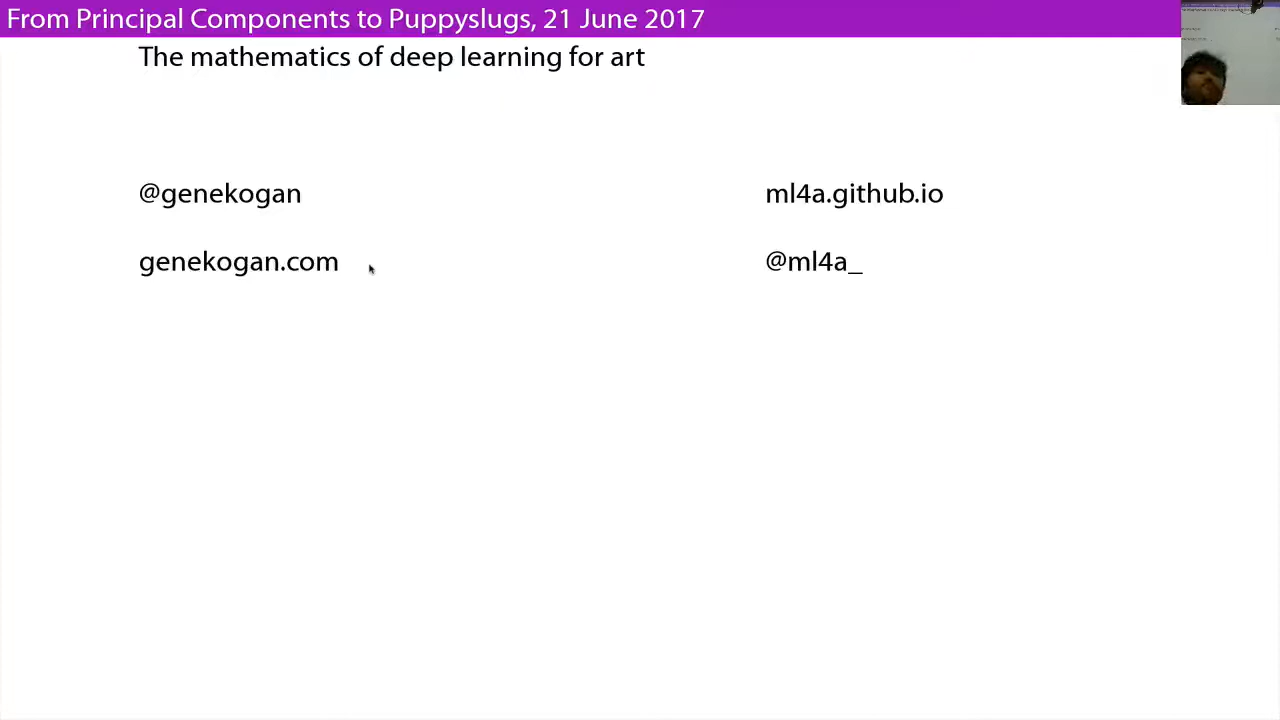 From Principal Components to Puppyslugs, 21 June 2017
The mathematics of deep learning for art
@genekogan
ml4a.github.io
genekogan.com
@ml4a_